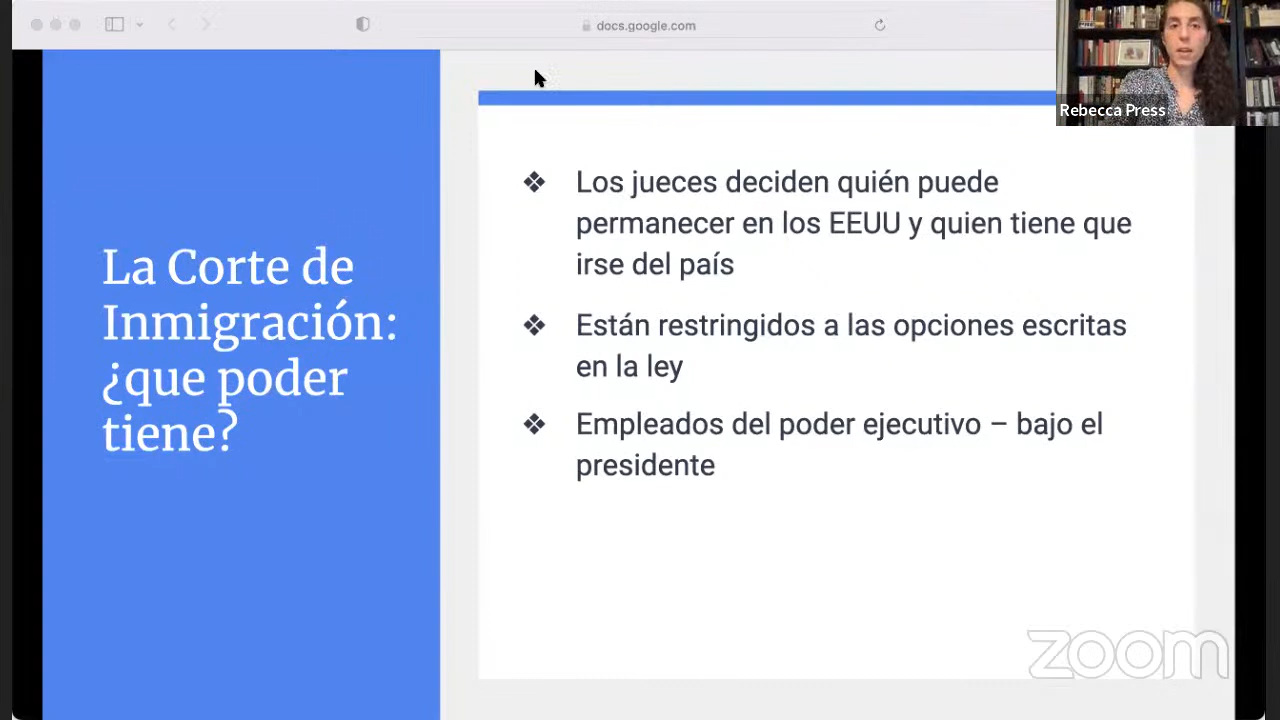 docs.google.com
Rebecca Press
La Corte de
Inmigración:
¿que poder
tiene?
❖ Los jueces deciden quién puede
permanecer en los EEUU y quien tiene que
irse del país
❖ Están restringidos a las opciones escritas
en la ley
❖ Empleados del poder ejecutivo – bajo el
presidente
zoom